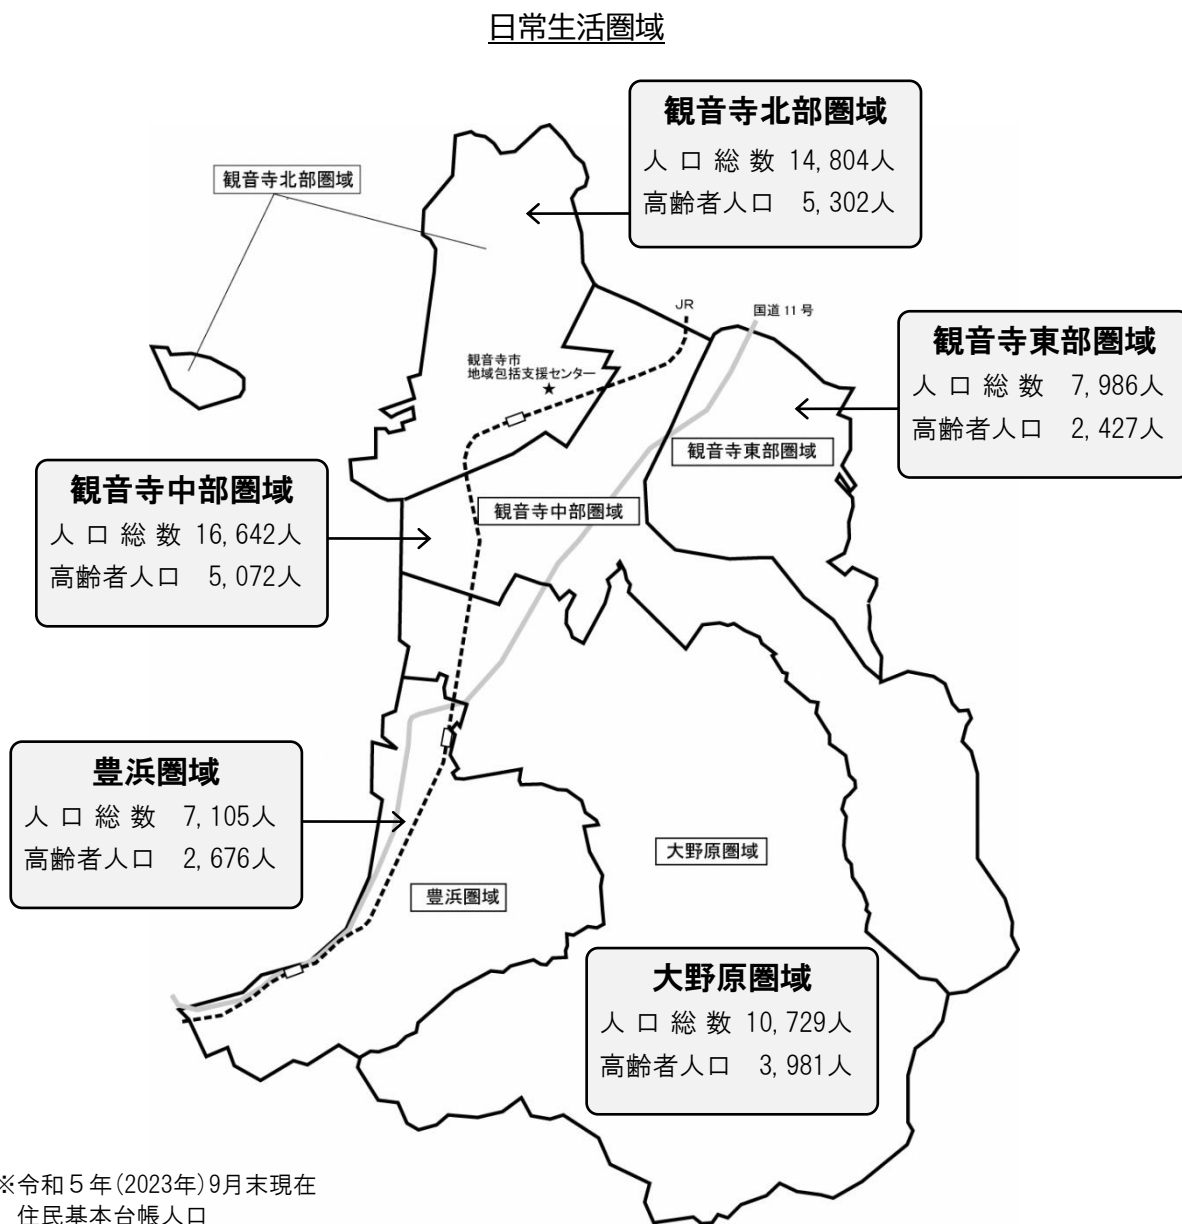 日常生活圏域
観音寺北部圏域
人口総数 14,804人
高齢者人口 5,302人
観音寺北部圏域
JR
国道11号
観音寺市
地域包括支援センター
★
観音寺東部圏域
人口総数 7,986人
高齢者人口 2,427人
観音寺東部圏域
観音寺中部圏域
人口総数 16,642人
高齢者人口 5,072人
観音寺中部圏域
豊浜圏域
人口総数 7,105人
高齢者人口 2,676人
大野原圏域
豊浜圏域
大野原圏域
人口総数 10,729人
高齢者人口 3,981人
※令和5年(2023年)9月末現在
住民基本台帳人口